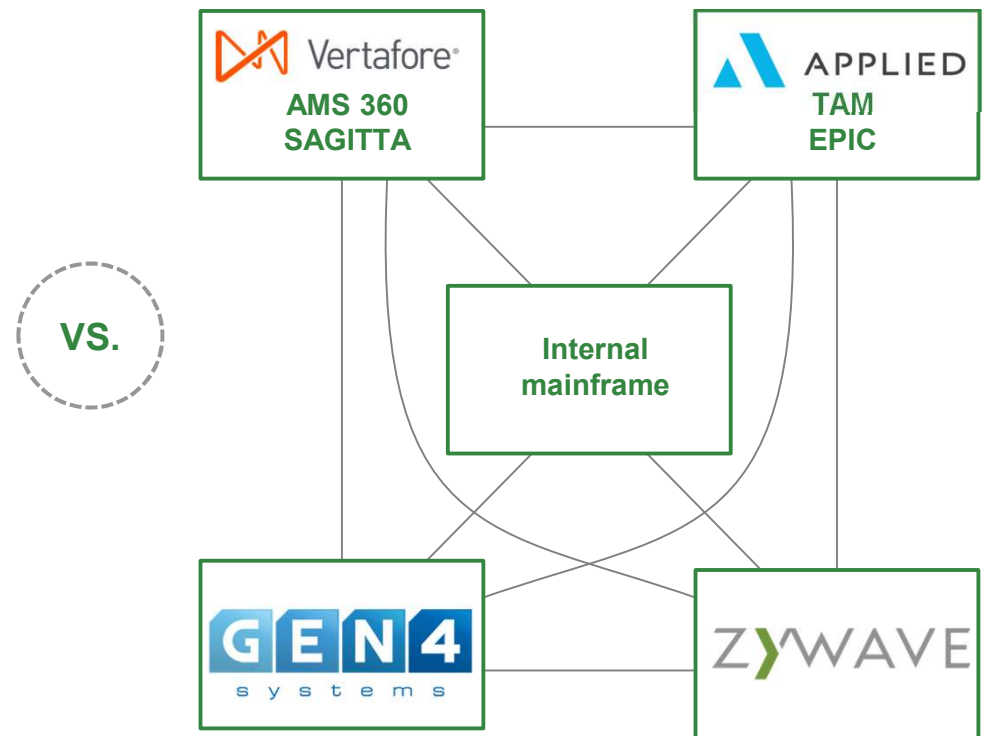 Vertafore®
AMS 360
SAGITTA
APPLIED
TAM
EPIC
VS.
Internal
mainframe
GEN4
systems
ZYWAVE